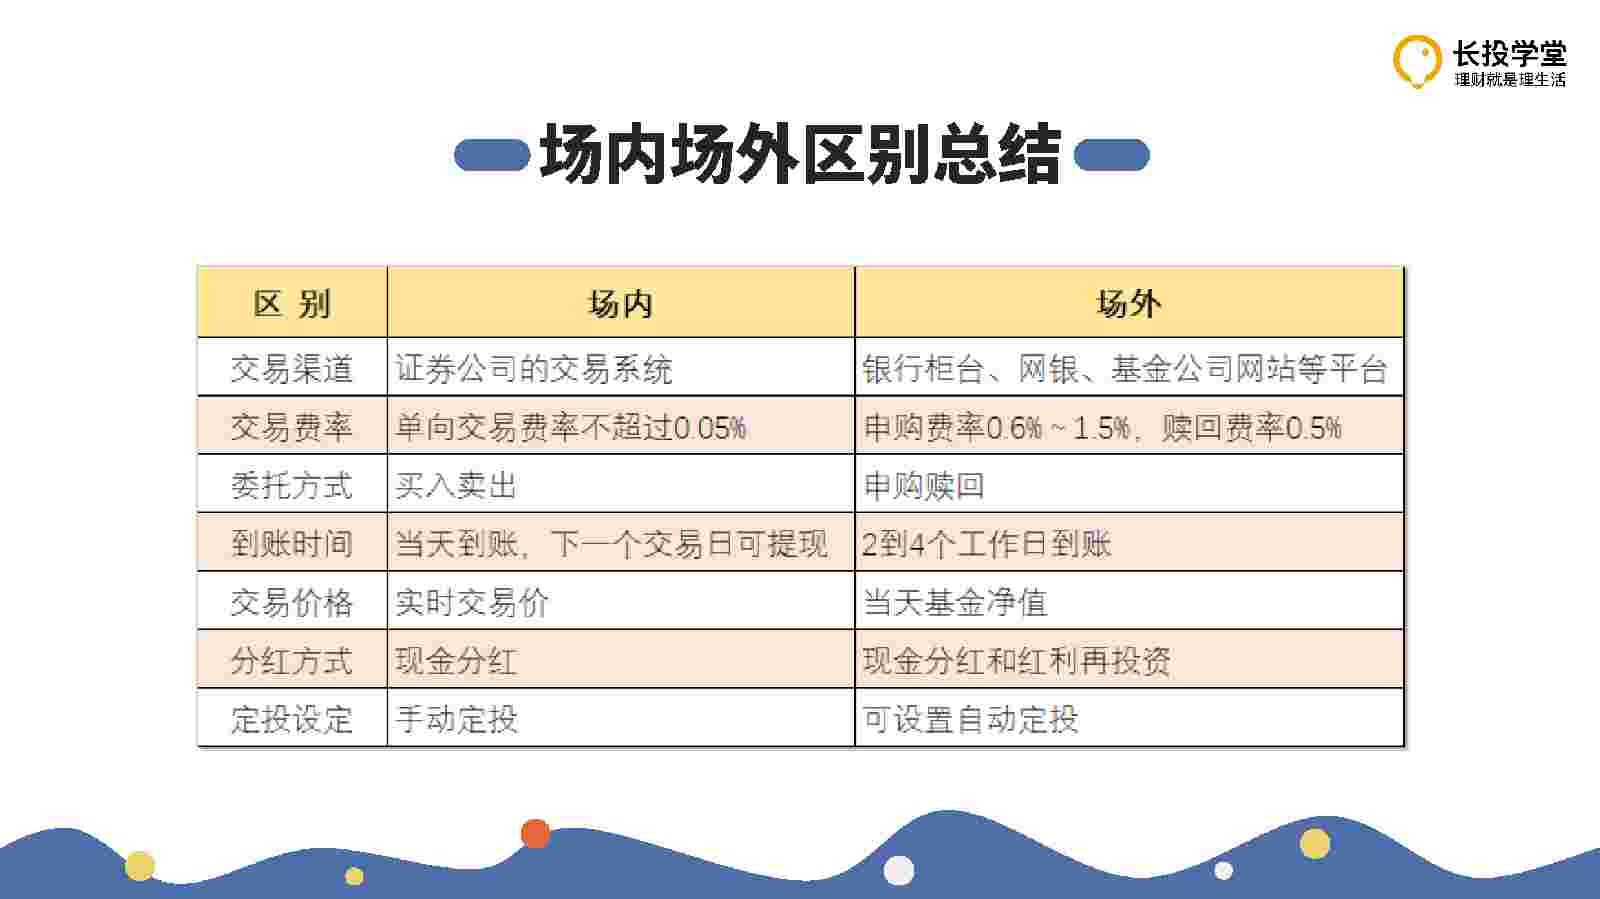 长投学堂
理财就是理生活
场内场外区别总结
区 别 场内 场外
交易渠道 证券公司的交易系统 银行柜台、网银、基金公司网站等平台
交易费率 单向交易费率不超过0.05% 申购费率0.6%~1.5%，赎回费率0.5%
委托方式 买入卖出 申购赎回
到账时间 当天到账，下一个交易日可提现 2到4个工作日到账
交易价格 实时交易价 当天基金净值
分红方式 现金分红 现金分红和红利再投资
定投设定 手动定投 可设置自动定投